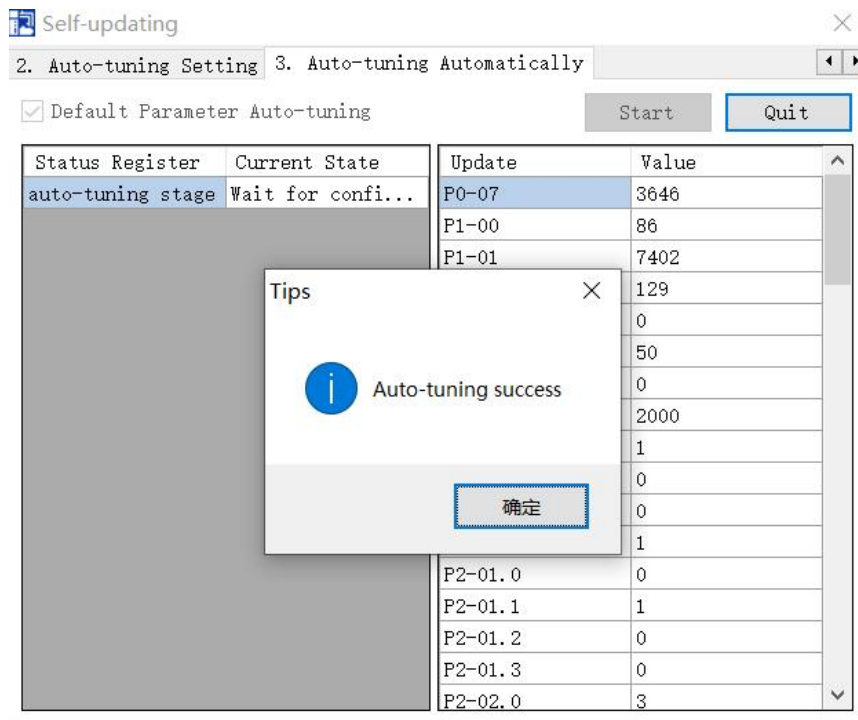 Self-updating
2. Auto-tuning Setting 3. Auto-tuning Automatically
Default Parameter Auto-tuning Start Quit
Status Register Current State Update Value
auto-tuning stage Wait for confi... P0-07 3646
P1-00 86
P1-01 7402
Tips 129
0
50
Auto-tuning success 0
2000
1
0
确定 0
1
P2-01.0 0
P2-01.1 1
P2-01.2 0
P2-01.3 0
P2-02.0 3